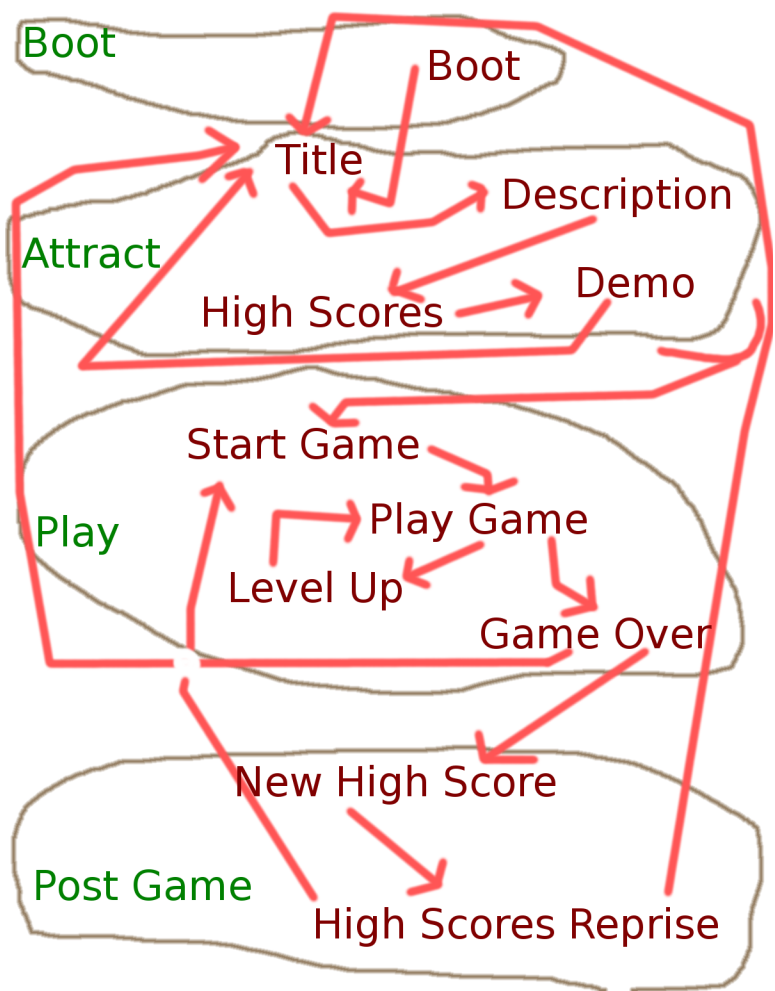 Boot
Boot
Title
Description
Attract
Demo
High Scores
Start Game
Play Game
Play
Level Up
Game Over
New High Score
Post Game
High Scores Reprise